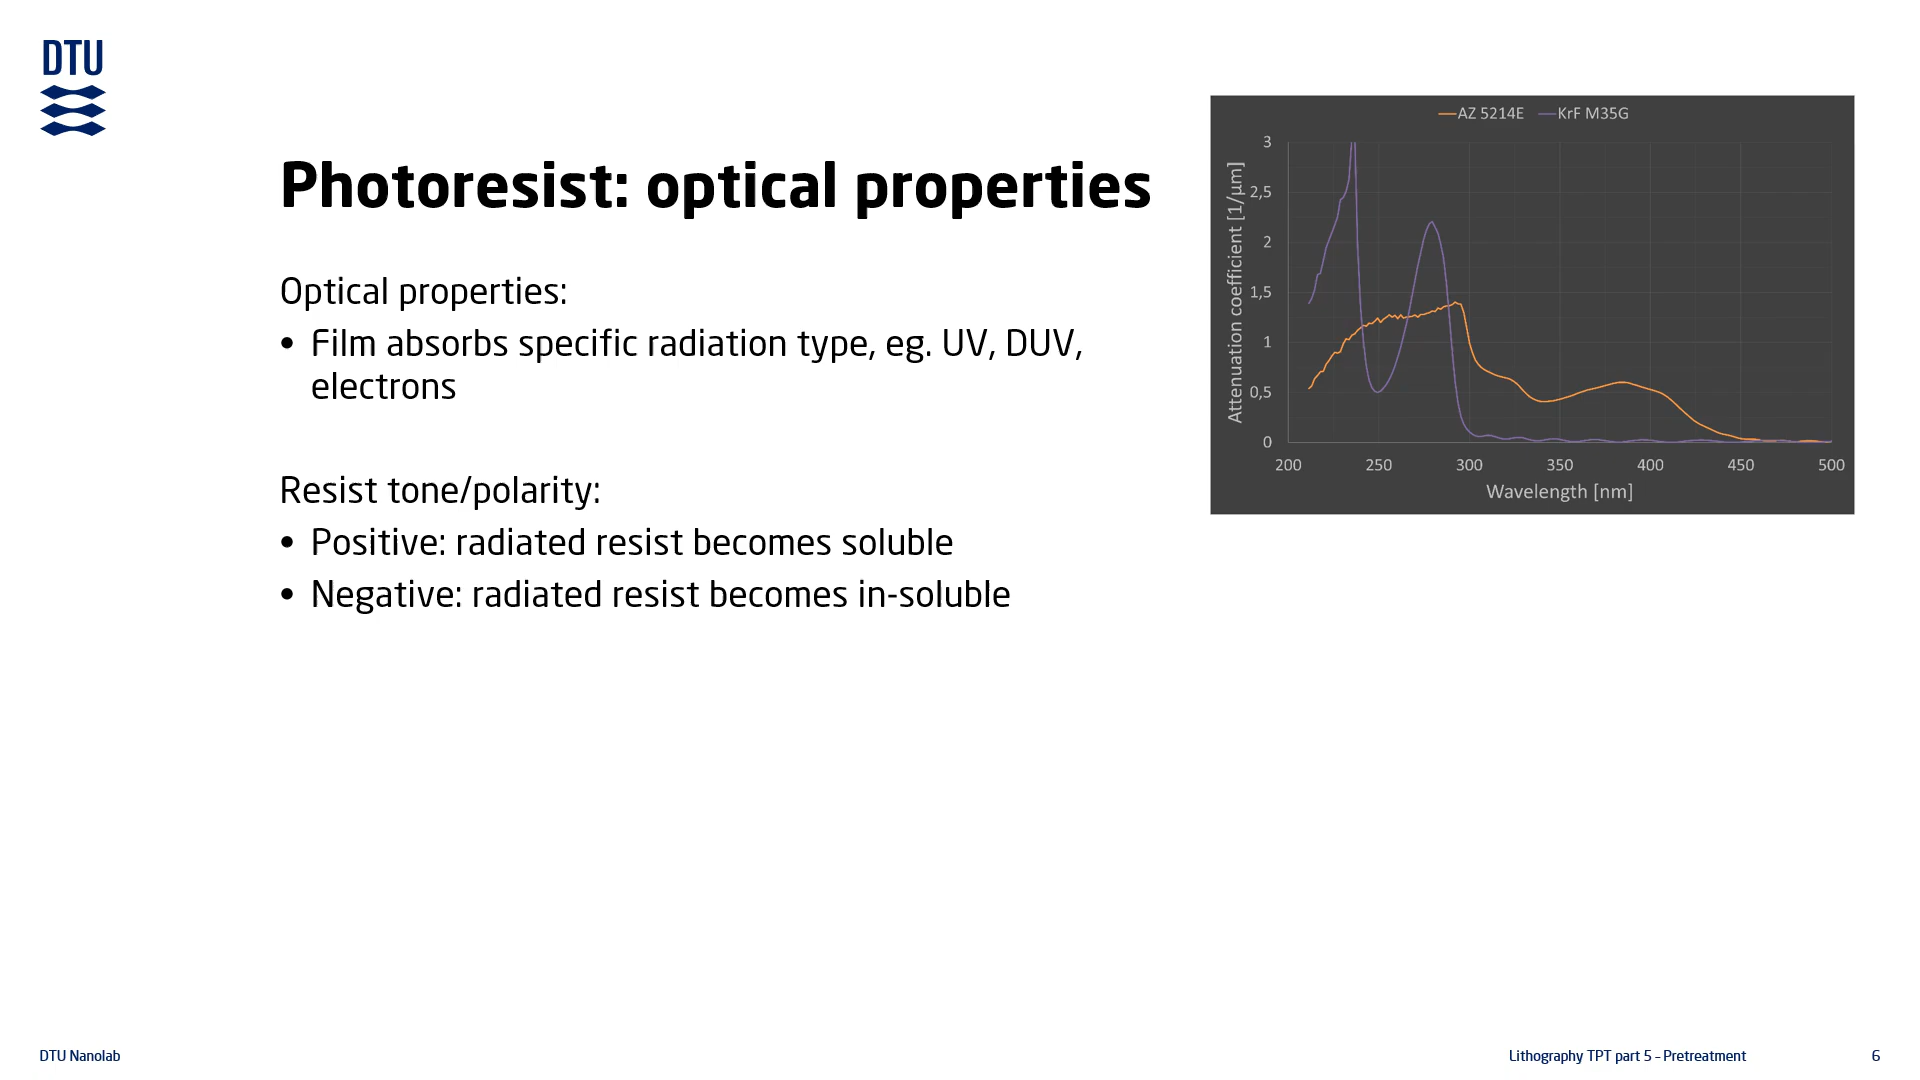 DTU
Photoresist: optical properties
Optical properties:
• Film absorbs specific radiation type, eg. UV, DUV,
electrons
Resist tone/polarity:
• Positive: radiated resist becomes soluble
• Negative: radiated resist becomes in-soluble
AZ 5214E KrF M35G
Attenuation coefficient [1/µm]
3
2,5
2
1,5
1
0,5
0
200 250 300 350 400 450 500
Wavelength [nm]
DTU Nanolab
Lithography TPT part 5 – Pretreatment
6